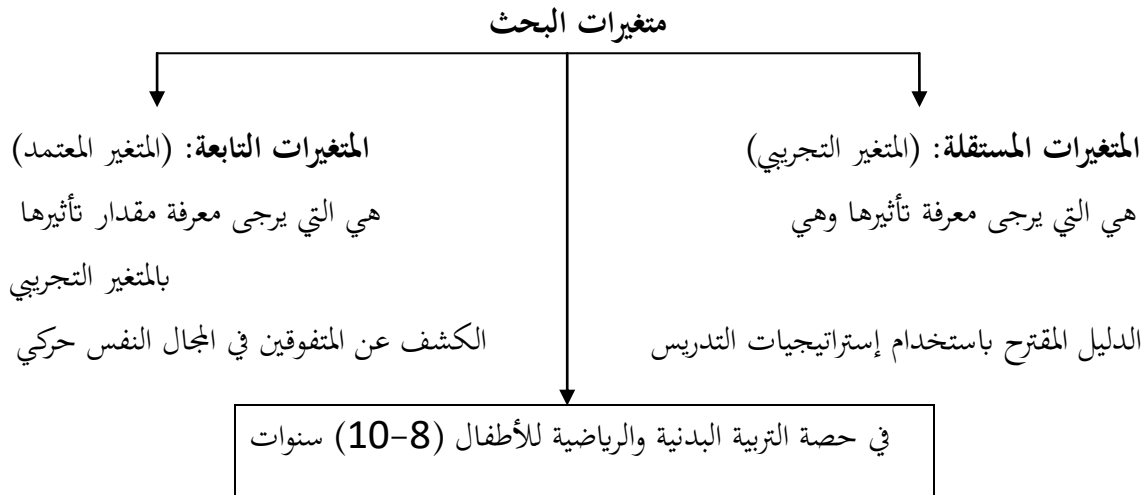 متغيرات البحث
المتغيرات المستقلة: (المتغير التجريبي)
هي التي يرجى معرفة تأثيرها وهي
الدليل المقترح باستخدام إستراتيجيات التدريس
المتغيرات التابعة: (المتغير المعتمد)
هي التي يرجى معرفة مقدار تأثيرها
بالمتغير التجريبي
الكشف عن المتفوقين في المجال النفس حركي
في حصة التربية البدنية والرياضية للأطفال (8-10) سنوات